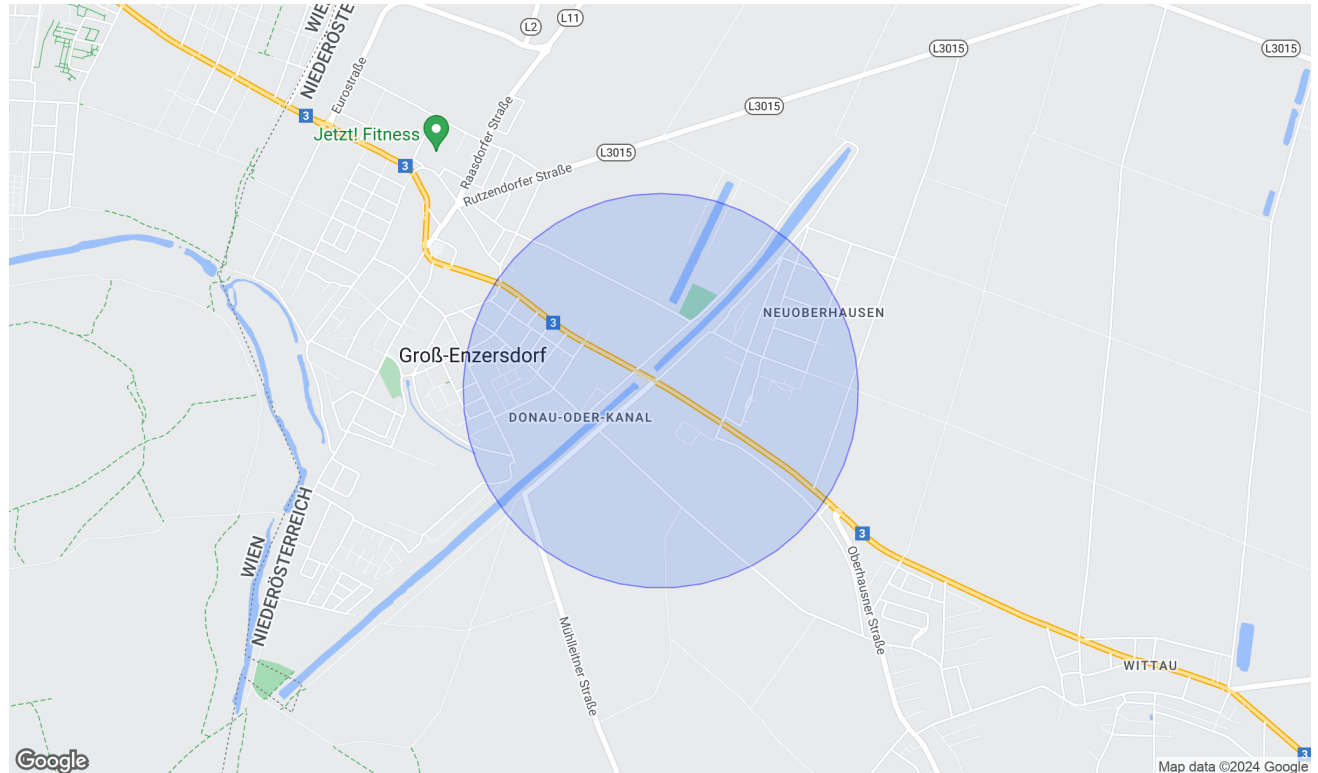 WIE
NIEDERÖSTE
L2
L11
L3015
L3015
Eurostraße
3
Jetzt! Fitness
L3015
3
Raasdorfer Straße
L3015
Rutzendorfer Straße
NEUOBERHAUSEN
3
Groß-Enzersdorf
DONAU-ODER-KANAL
3
WIEN
NIEDERÖSTERREICH
Oberhausner Straße
Mühlleitner Straße
WITTAU
3
Google
Map data ©2024 Google